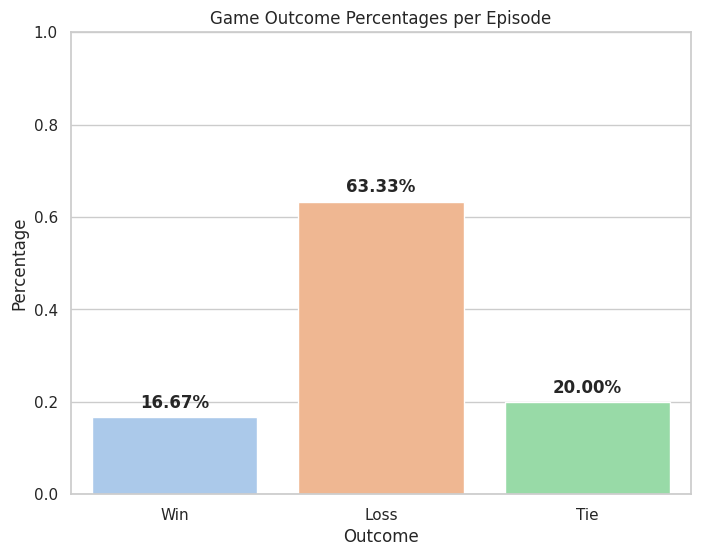 Game Outcome Percentages per Episode
1.0
0.8
63.33%
0.6
Percentage
0.4
20.00%
16.67%
0.2
0.0
Win Loss Tie
Outcome